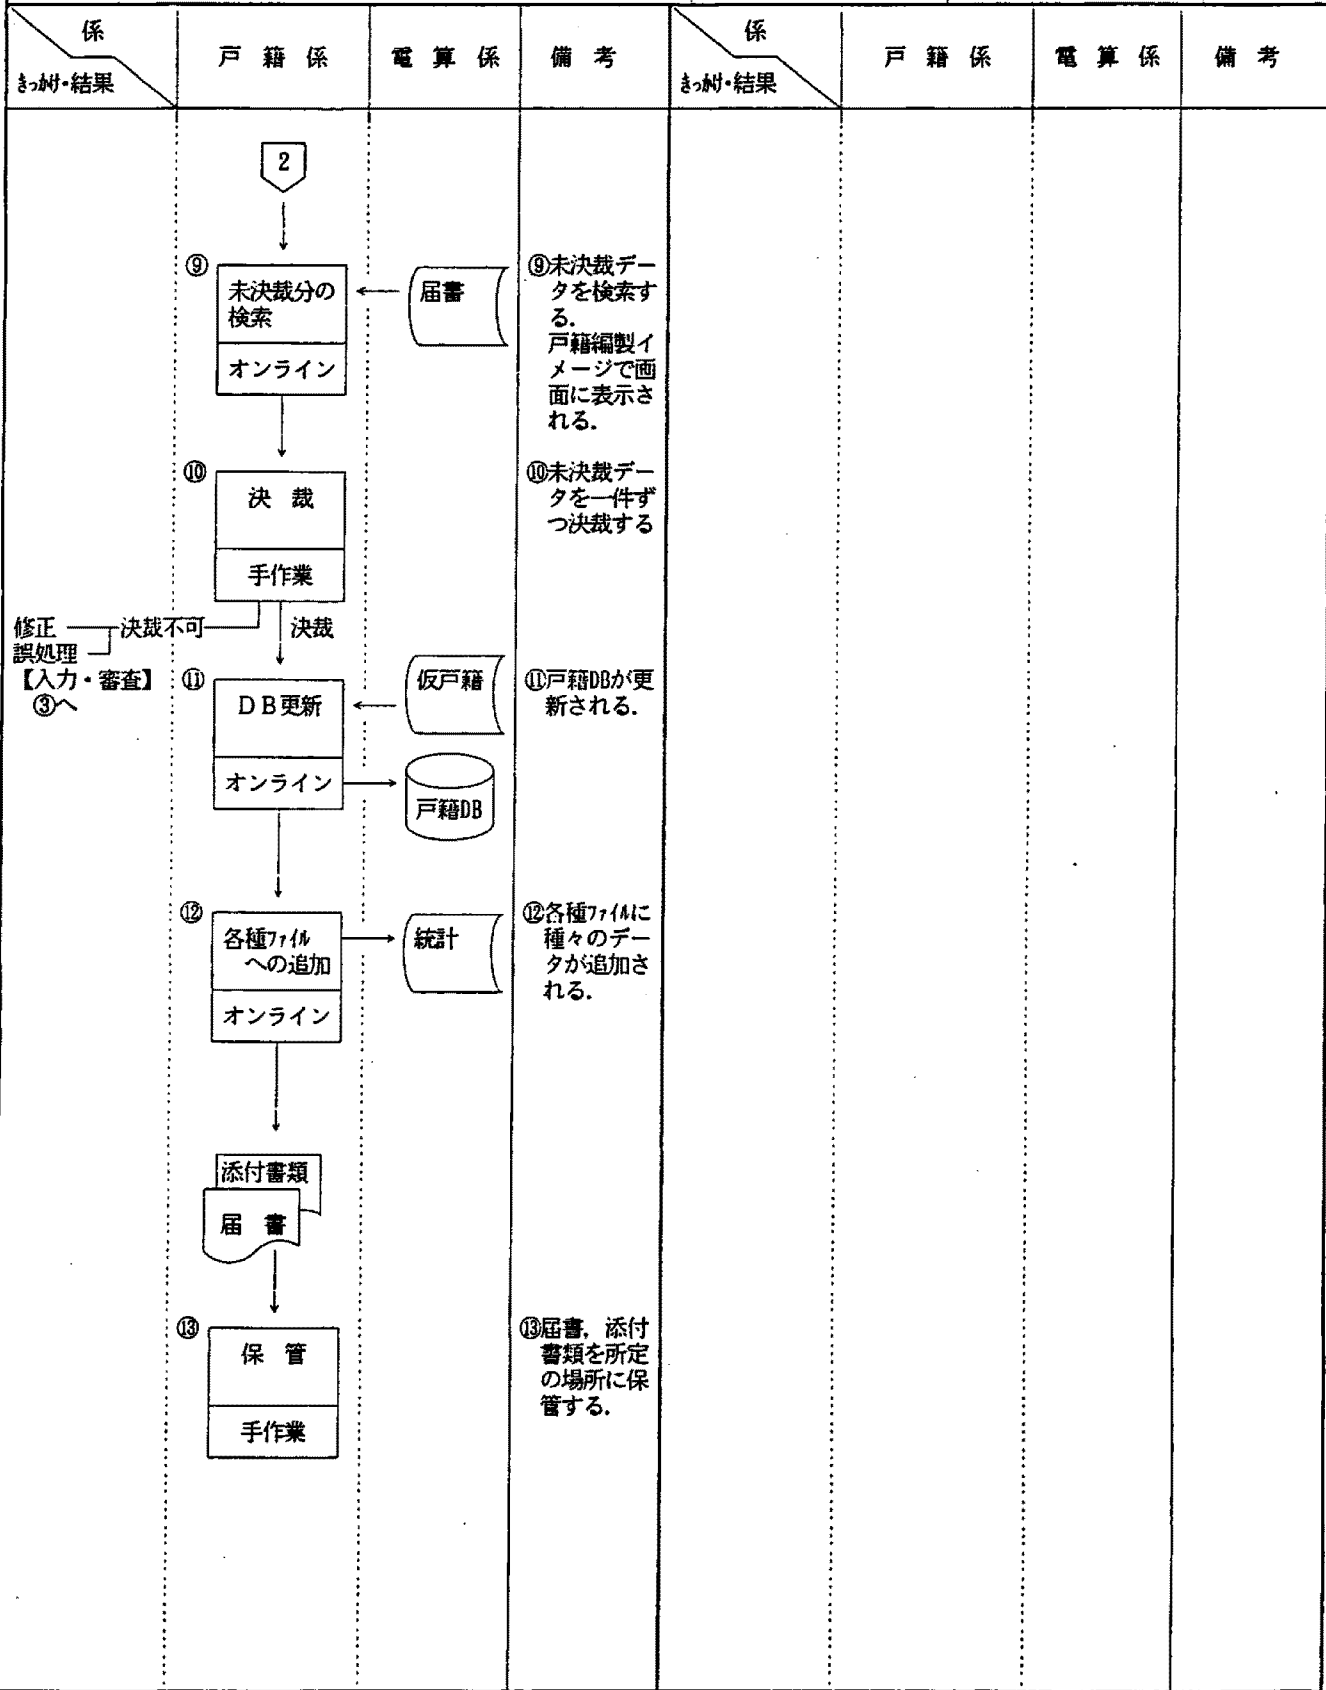 係
きっかけ・結果
戸籍係
電算係
備考
係
きっかけ・結果
戸籍係
電算係
備考
2
⑨
未決裁分の
検索
オンライン
届書
⑨未決裁デー
タを検索す
る.
戸籍編製イ
メージで画
面に表示さ
れる.
⑩
決裁
手作業
⑩未決裁デー
タを一件ず
つ決裁する
修正
誤処理
決裁不可
決裁
【入力・審査】
③へ
⑪
DB更新
オンライン
仮戸籍
戸籍DB
⑪戸籍DBが更
新される.
⑫
各種ファイル
への追加
オンライン
統計
⑫各種ファイルに
種々のデー
タが追加さ
れる.
添付書類
届書
⑬
保管
手作業
⑬届書,添付
書類を所定
の場所に保
管する.